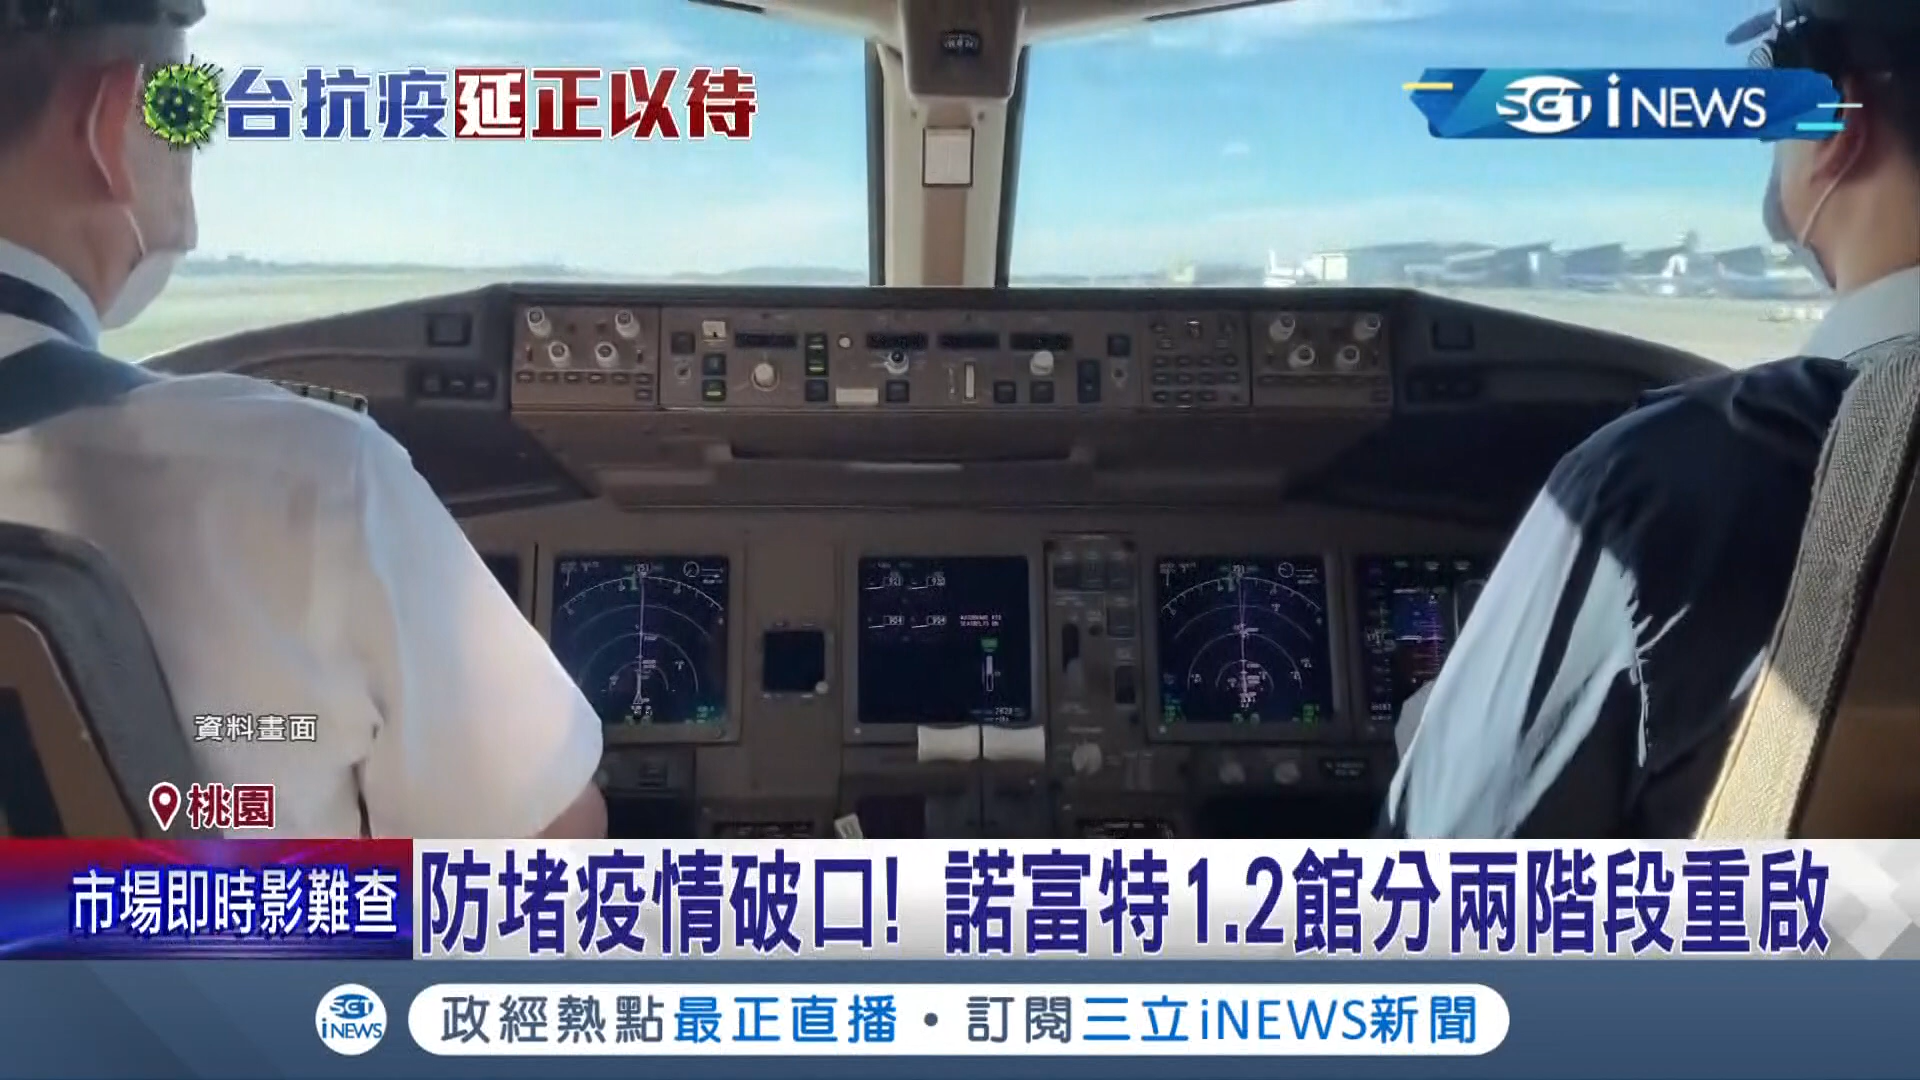 台抗疫延正以待
SET iNEWS
資料畫面
桃園
市場即時影難查
防堵疫情破口! 諾富特1.2館分兩階段重啟
SET iNEWS
政經熱點最正直播・訂閱三立iNEWS新聞